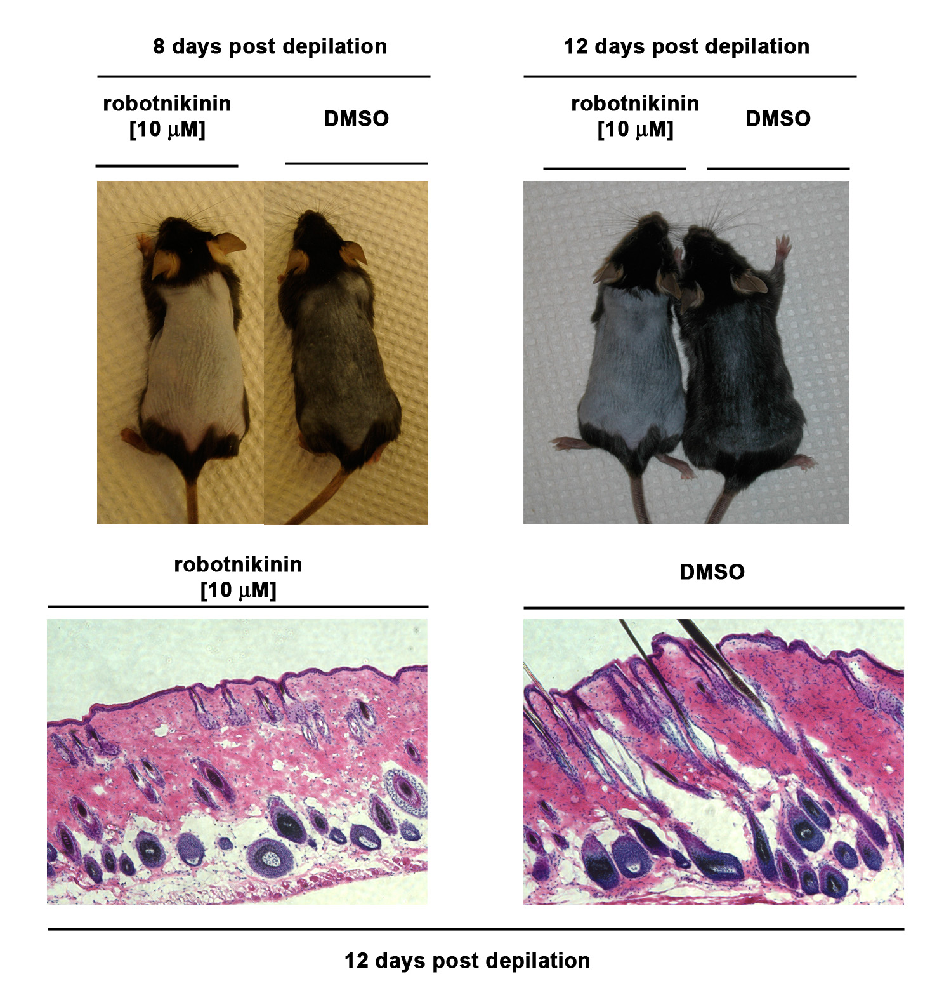 8 days post depilation
12 days post depilation
robotnikinin
[10 μM]
DMSO
robotnikinin
[10 μM]
DMSO
robotnikinin
[10 μM]
DMSO
12 days post depilation